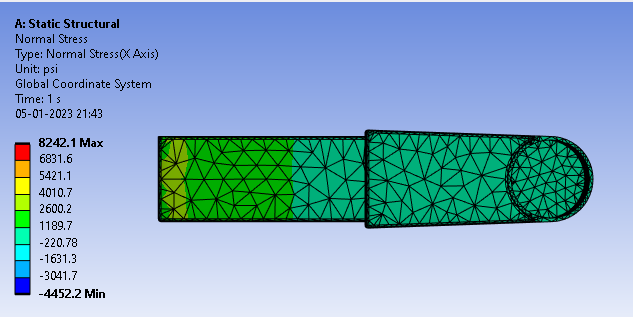 A: Static Structural
Normal Stress
Type: Normal Stress(X Axis)
Unit: psi
Global Coordinate System
Time: 1 s
05-01-2023 21:43
8242.1 Max
6831.6
5421.1
4010.7
2600.2
1189.7
-220.78
-1631.3
-3041.7
-4452.2 Min